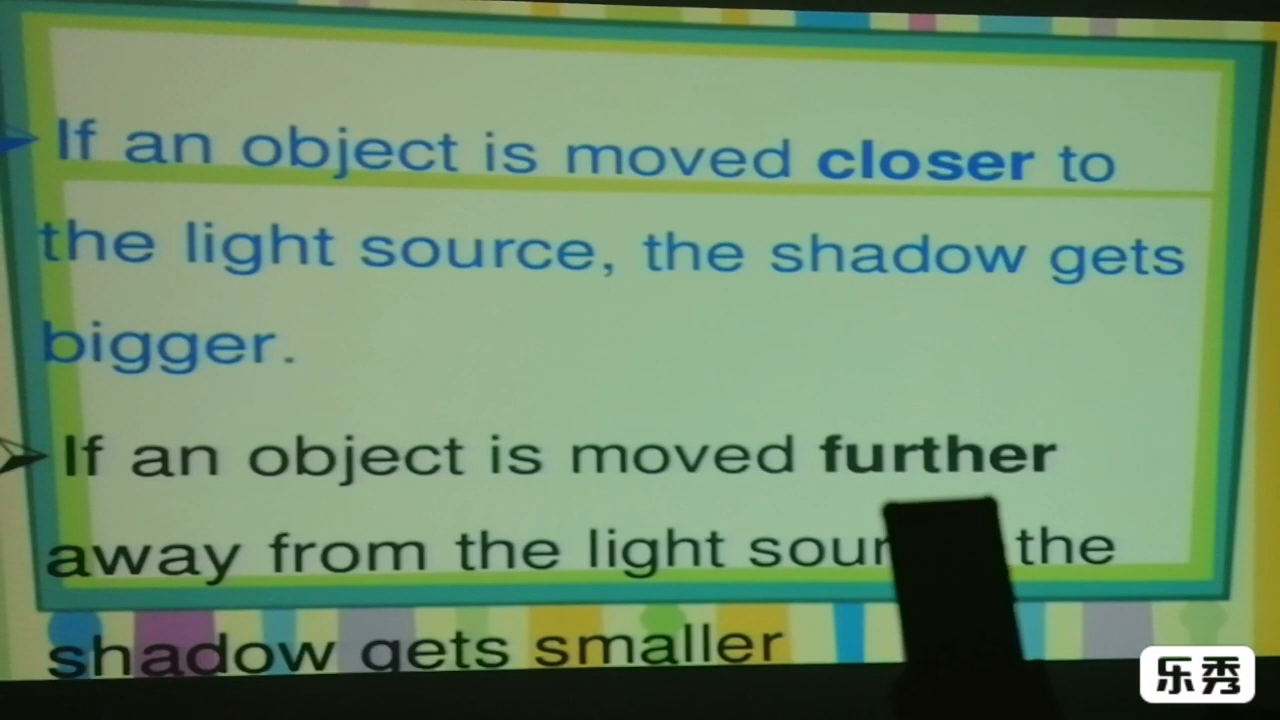 If an object is moved closer to
the light source, the shadow gets
bigger.
If an object is moved further
away from the light sour the
shadow gets smaller
乐秀